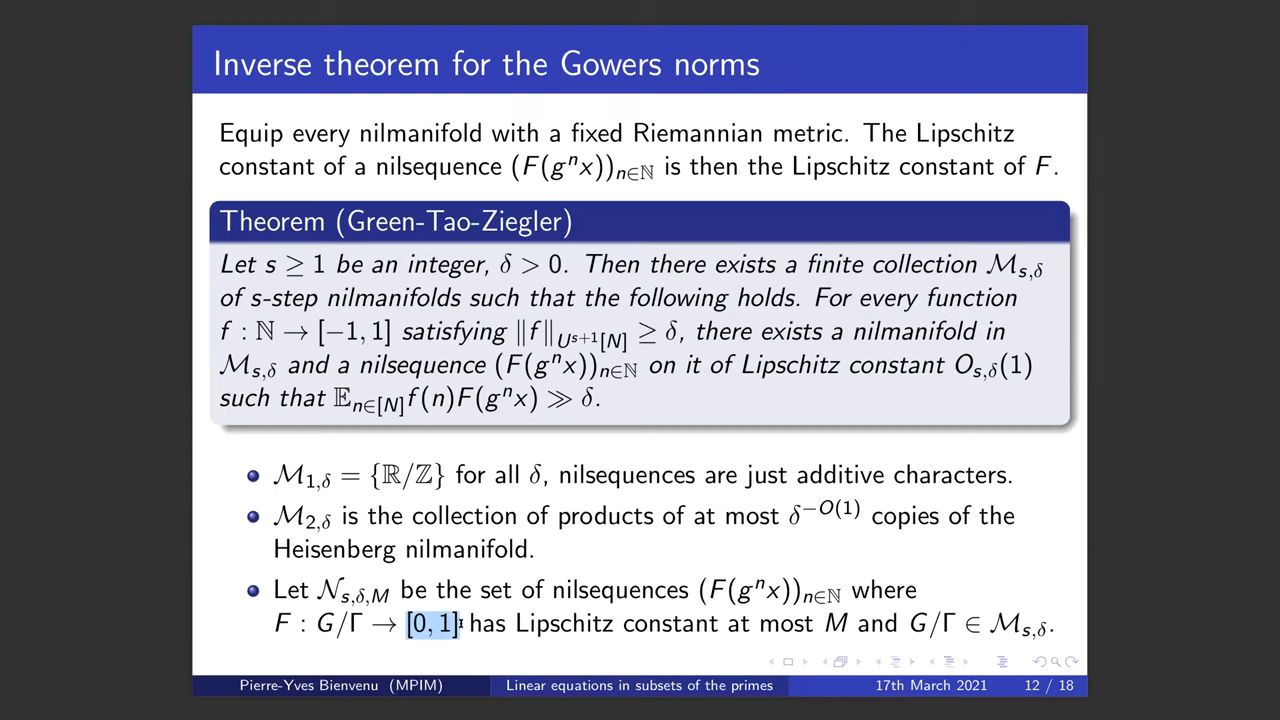 Inverse theorem for the Gowers norms
Equip every nilmanifold with a fixed Riemannian metric. The Lipschitz
constant of a nilsequence (F(gⁿx))ₙ∈ℕ is then the Lipschitz constant of F.
Theorem (Green-Tao-Ziegler)
Let s ≥ 1 be an integer, δ > 0. Then there exists a finite collection ℳ_{s,δ}
of s-step nilmanifolds such that the following holds. For every function
f : ℕ → [−1, 1] satisfying ‖f‖_{U^{s+1}[N]} ≥ δ, there exists a nilmanifold in
ℳ_{s,δ} and a nilsequence (F(gⁿx))ₙ∈ℕ on it of Lipschitz constant O_{s,δ}(1)
such that 𝔼_{n∈[N]}f(n)F(gⁿx) ≫ δ.
• ℳ_{1,δ} = {ℝ/ℤ} for all δ, nilsequences are just additive characters.
• ℳ_{2,δ} is the collection of products of at most δ^{−O(1)} copies of the
Heisenberg nilmanifold.
• Let 𝒩_{s,δ,M} be the set of nilsequences (F(gⁿx))ₙ∈ℕ where
F : G/Γ → [0, 1] has Lipschitz constant at most M and G/Γ ∈ ℳ_{s,δ}.
Pierre-Yves Bienvenu (MPIM) Linear equations in subsets of the primes 17th March 2021 12 / 18